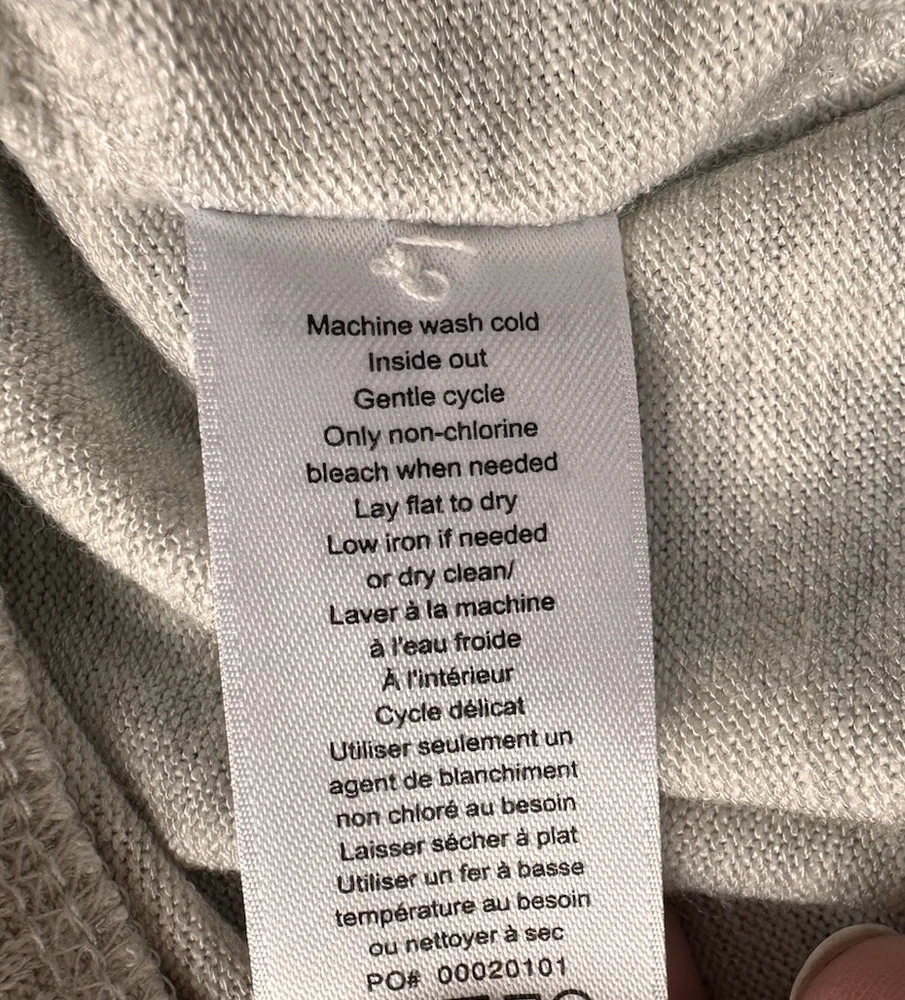 Machine wash cold
Inside out
Gentle cycle
Only non-chlorine
bleach when needed
Lay flat to dry
Low iron if needed
or dry clean/
Laver à la machine
à l'eau froide
À l'intérieur
Cycle délicat
Utiliser seulement un
agent de blanchiment
non chloré au besoin
Laisser sécher à plat
Utiliser un fer à basse
température au besoin
ou nettoyer à sec
PO# 00020101